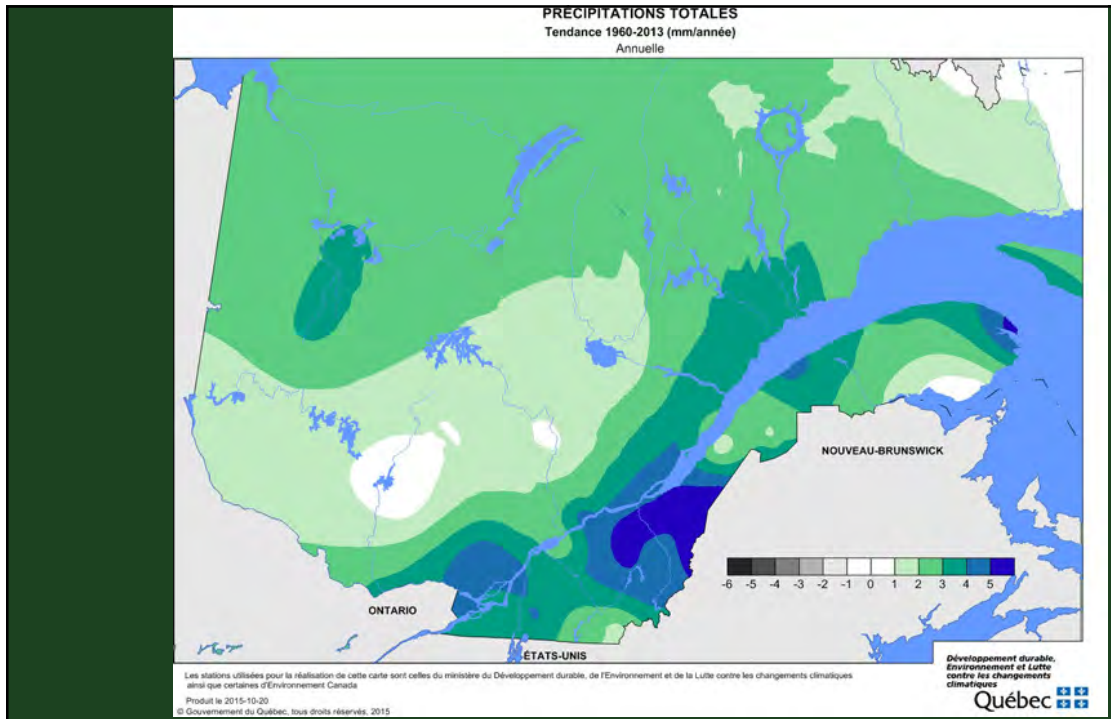 PRÉCIPITATIONS TOTALES
Tendance 1960-2013 (mm/année)
Annuelle
NOUVEAU-BRUNSWICK
-6 -5 -4 -3 -2 -1 0 1 2 3 4 5
ONTARIO
ÉTATS-UNIS
Les stations utilisées pour la réalisation de cette carte sont celles du ministère du Développement durable, de l'Environnement et de la Lutte contre les changements climatiques
ainsi que certaines d'Environnement Canada
Produit le 2015-10-20
© Gouvernement du Québec, tous droits réservés, 2015
Développement durable,
Environnement et Lutte
contre les changements
climatiques
Québec